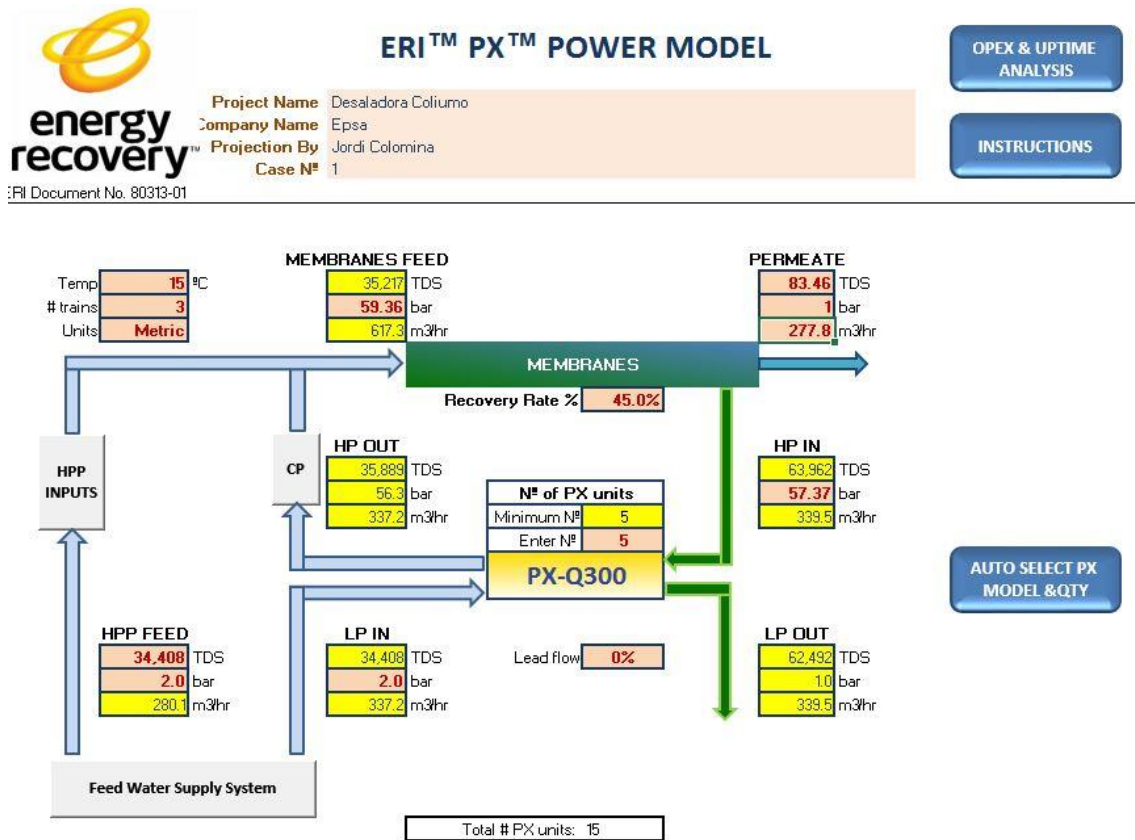 ERI™ PX™ POWER MODEL
OPEX & UPTIME
ANALYSIS
energy
recovery™
Project Name Desaladora Coliumo
Company Name Epsa
Projection By Jordi Colomina
Case Nº 1
INSTRUCTIONS
ERI Document No. 80313-01
MEMBRANES FEED
35,217 TDS
59.36 bar
617.3 m3/hr
PERMEATE
83.46 TDS
1 bar
277.8 m3/hr
Temp 15 ºC
# trains 3
Units Metric
MEMBRANES
Recovery Rate % 45.0%
HPP
INPUTS
CP
HP OUT
35,889 TDS
56.3 bar
337.2 m3/hr
Nº of PX units
Minimum Nº 5
Enter Nº 5
PX-Q300
HP IN
63,962 TDS
57.37 bar
339.5 m3/hr
AUTO SELECT PX
MODEL &QTY
HPP FEED
34,408 TDS
2.0 bar
280.1 m3/hr
LP IN
34,408 TDS
2.0 bar
337.2 m3/hr
Lead flow 0%
LP OUT
62,492 TDS
1.0 bar
339.5 m3/hr
Feed Water Supply System
Total # PX units: 15